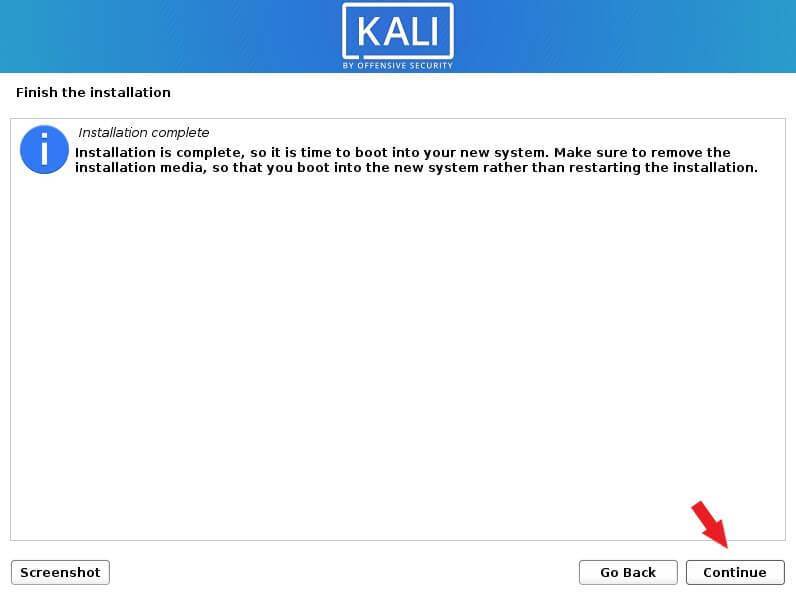 KALI
BY OFFENSIVE SECURITY
Finish the installation
i
Installation complete
Installation is complete, so it is time to boot into your new system. Make sure to remove the
installation media, so that you boot into the new system rather than restarting the installation.
Screenshot
Go Back
Continue